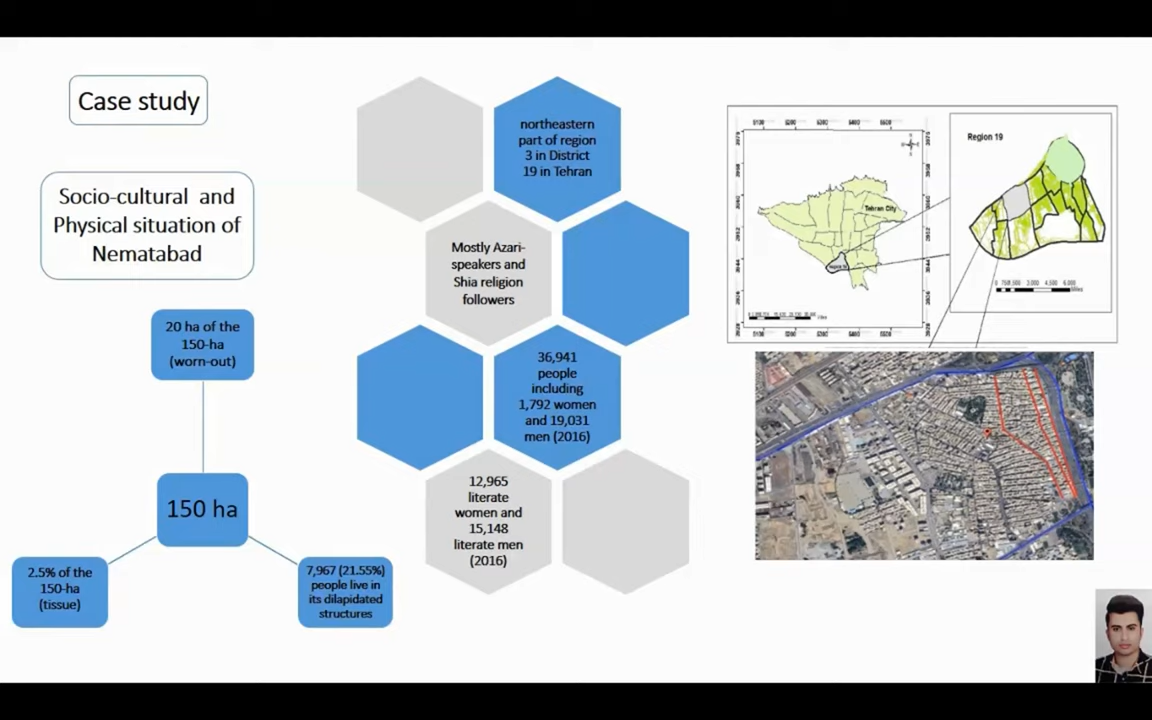 Case study
Socio-cultural and
Physical situation of
Nematabad
20 ha of the
150-ha
(worn-out)
150 ha
2.5% of the
150-ha
(tissue)
7,967 (21.55%)
people live in
its dilapidated
structures
northeastern
part of region
3 in District
19 in Tehran
Mostly Azari-
speakers and
Shia religion
followers
36,941
people
including
1,792 women
and 19,031
men (2016)
12,965
literate
women and
15,148
literate men
(2016)
Tehran City
Region 19